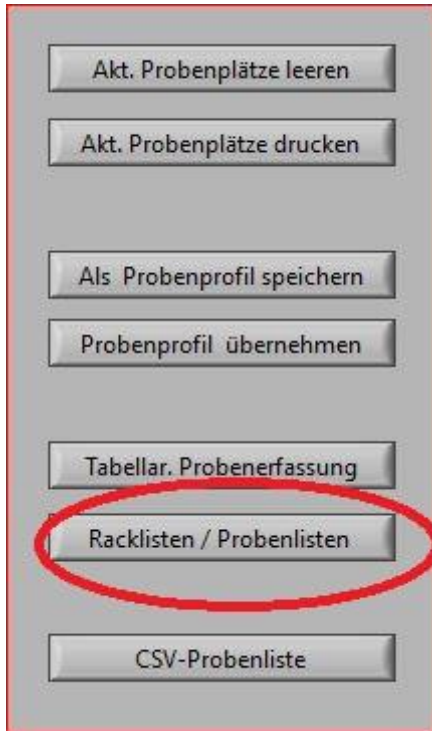 Akt. Probenplätze leeren
Akt. Probenplätze drucken
Als Probenprofil speichern
Probenprofil übernehmen
Tabellar. Probenerfassung
Racklisten / Probenlisten
CSV-Probenliste